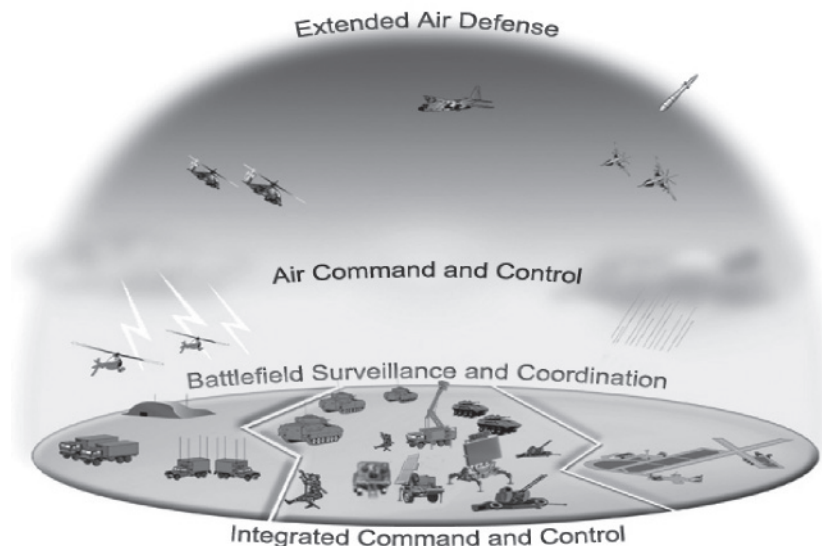 Extended Air Defense
Air Command and Control
Battlefield Surveillance and Coordination
Integrated Command and Control